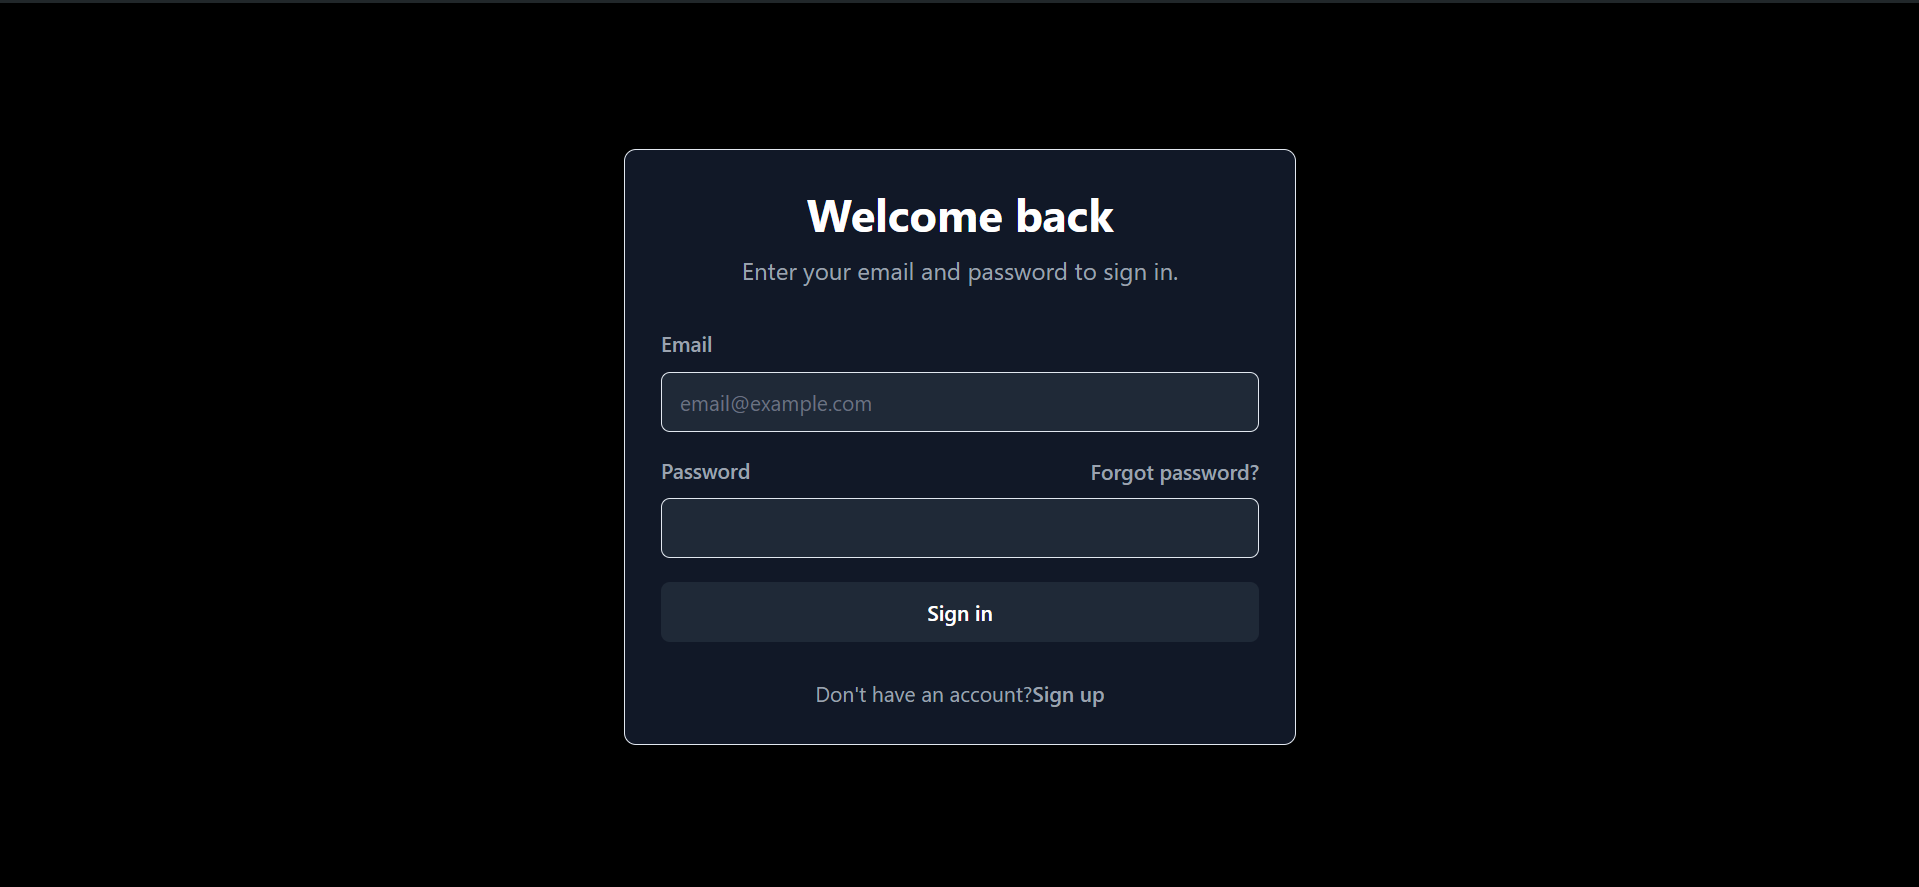 Welcome back
Enter your email and password to sign in.
Email
email@example.com
Password Forgot password?
Sign in
Don't have an account?Sign up